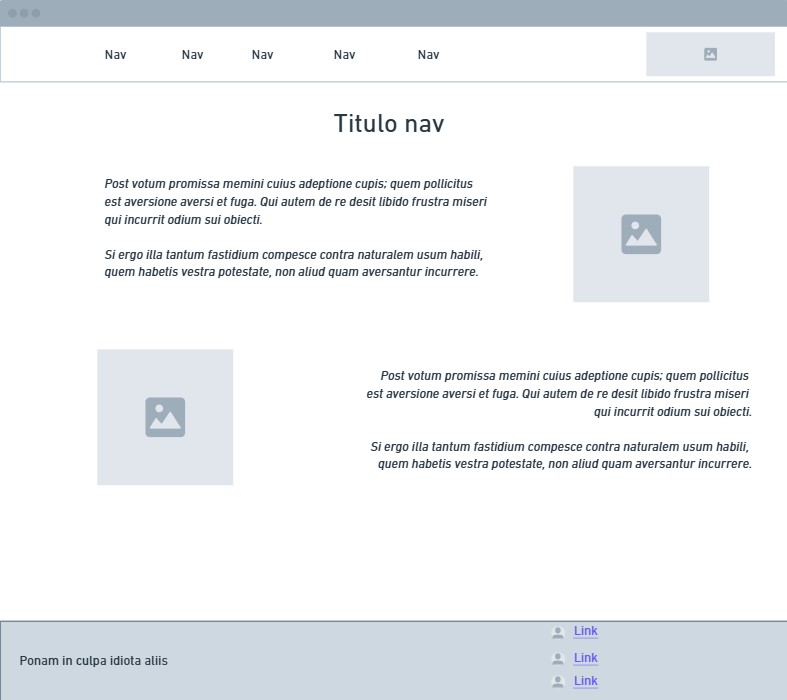 Nav Nav Nav Nav Nav
Titulo nav
Post votum promissa memini cuius adeptione cupis; quem pollicitus
est aversione aversi et fuga. Qui autem de re desit libido frustra miseri
qui incurrit odium sui obiecti.
Si ergo illa tantum fastidium compesce contra naturalem usum habili,
quem habetis vestra potestate, non aliud quam aversantur incurrere.
Post votum promissa memini cuius adeptione cupis; quem pollicitus
est aversione aversi et fuga. Qui autem de re desit libido frustra miseri
qui incurrit odium sui obiecti.
Si ergo illa tantum fastidium compesce contra naturalem usum habili,
quem habetis vestra potestate, non aliud quam aversantur incurrere.
Ponam in culpa idiota aliis
Link
Link
Link